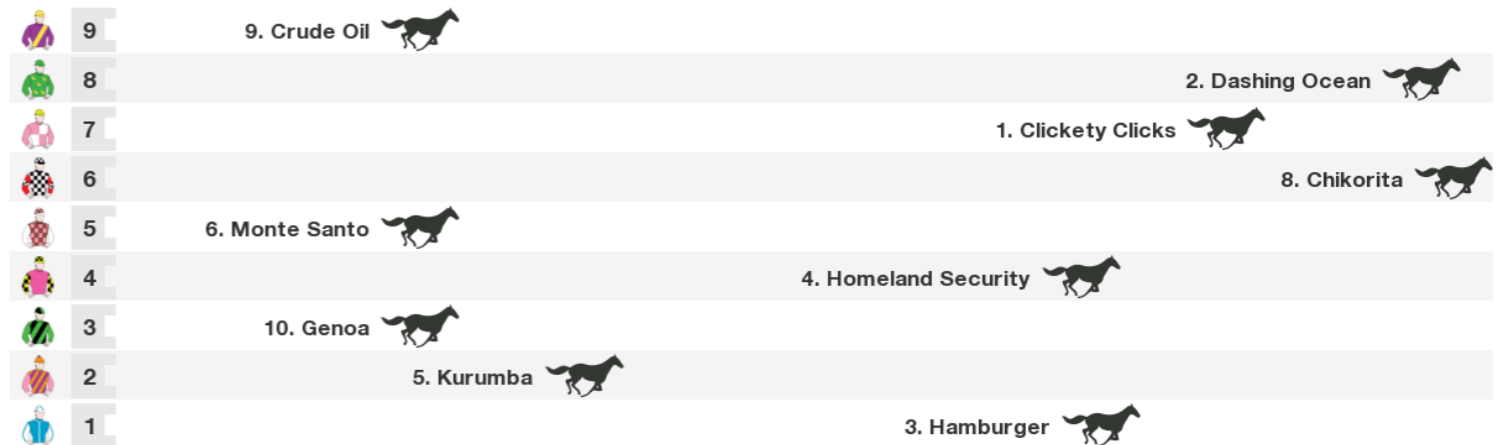 9 9. Crude Oil
8 2. Dashing Ocean
7 1. Clickety Clicks
6 8. Chikorita
5 6. Monte Santo
4 4. Homeland Security
3 10. Genoa
2 5. Kurumba
1 3. Hamburger